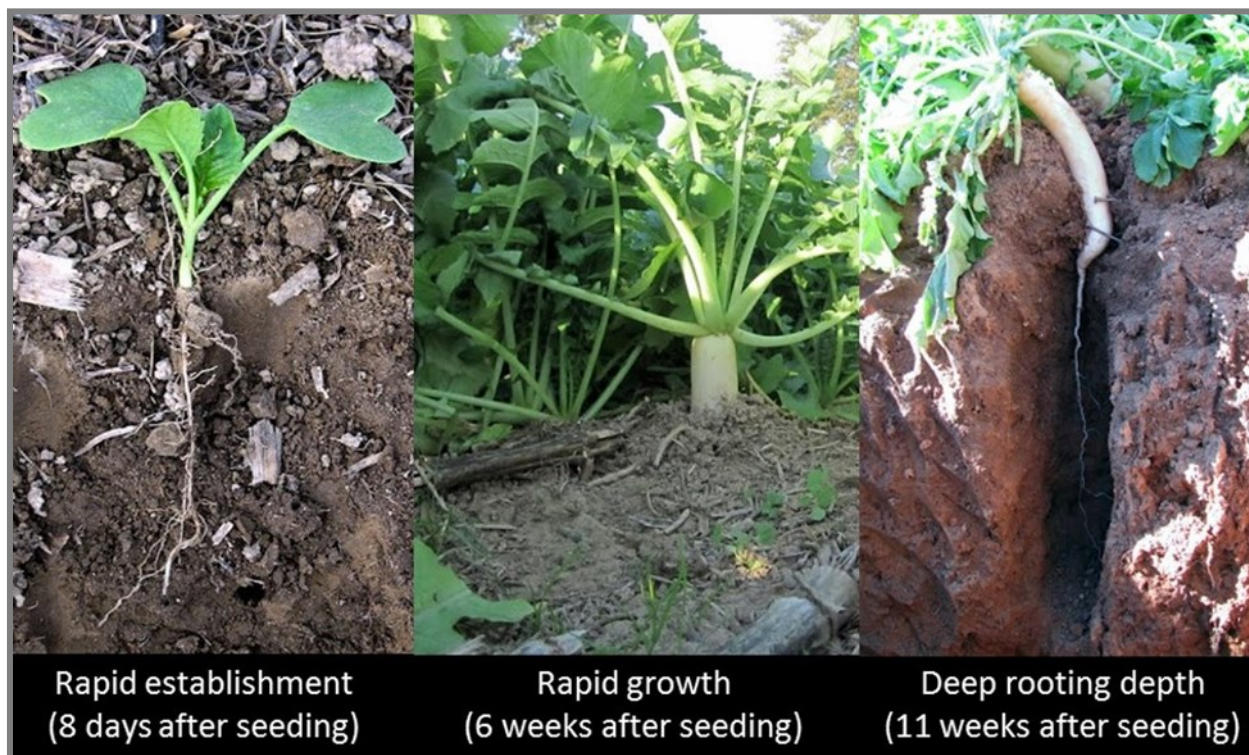 Rapid establishment
(8 days after seeding)
Rapid growth
(6 weeks after seeding)
Deep rooting depth
(11 weeks after seeding)